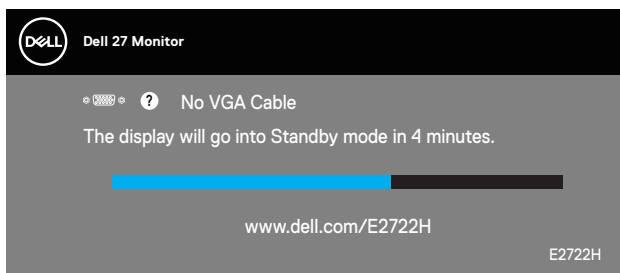 DELL
Dell 27 Monitor
? No VGA Cable
The display will go into Standby mode in 4 minutes.
www.dell.com/E2722H
E2722H